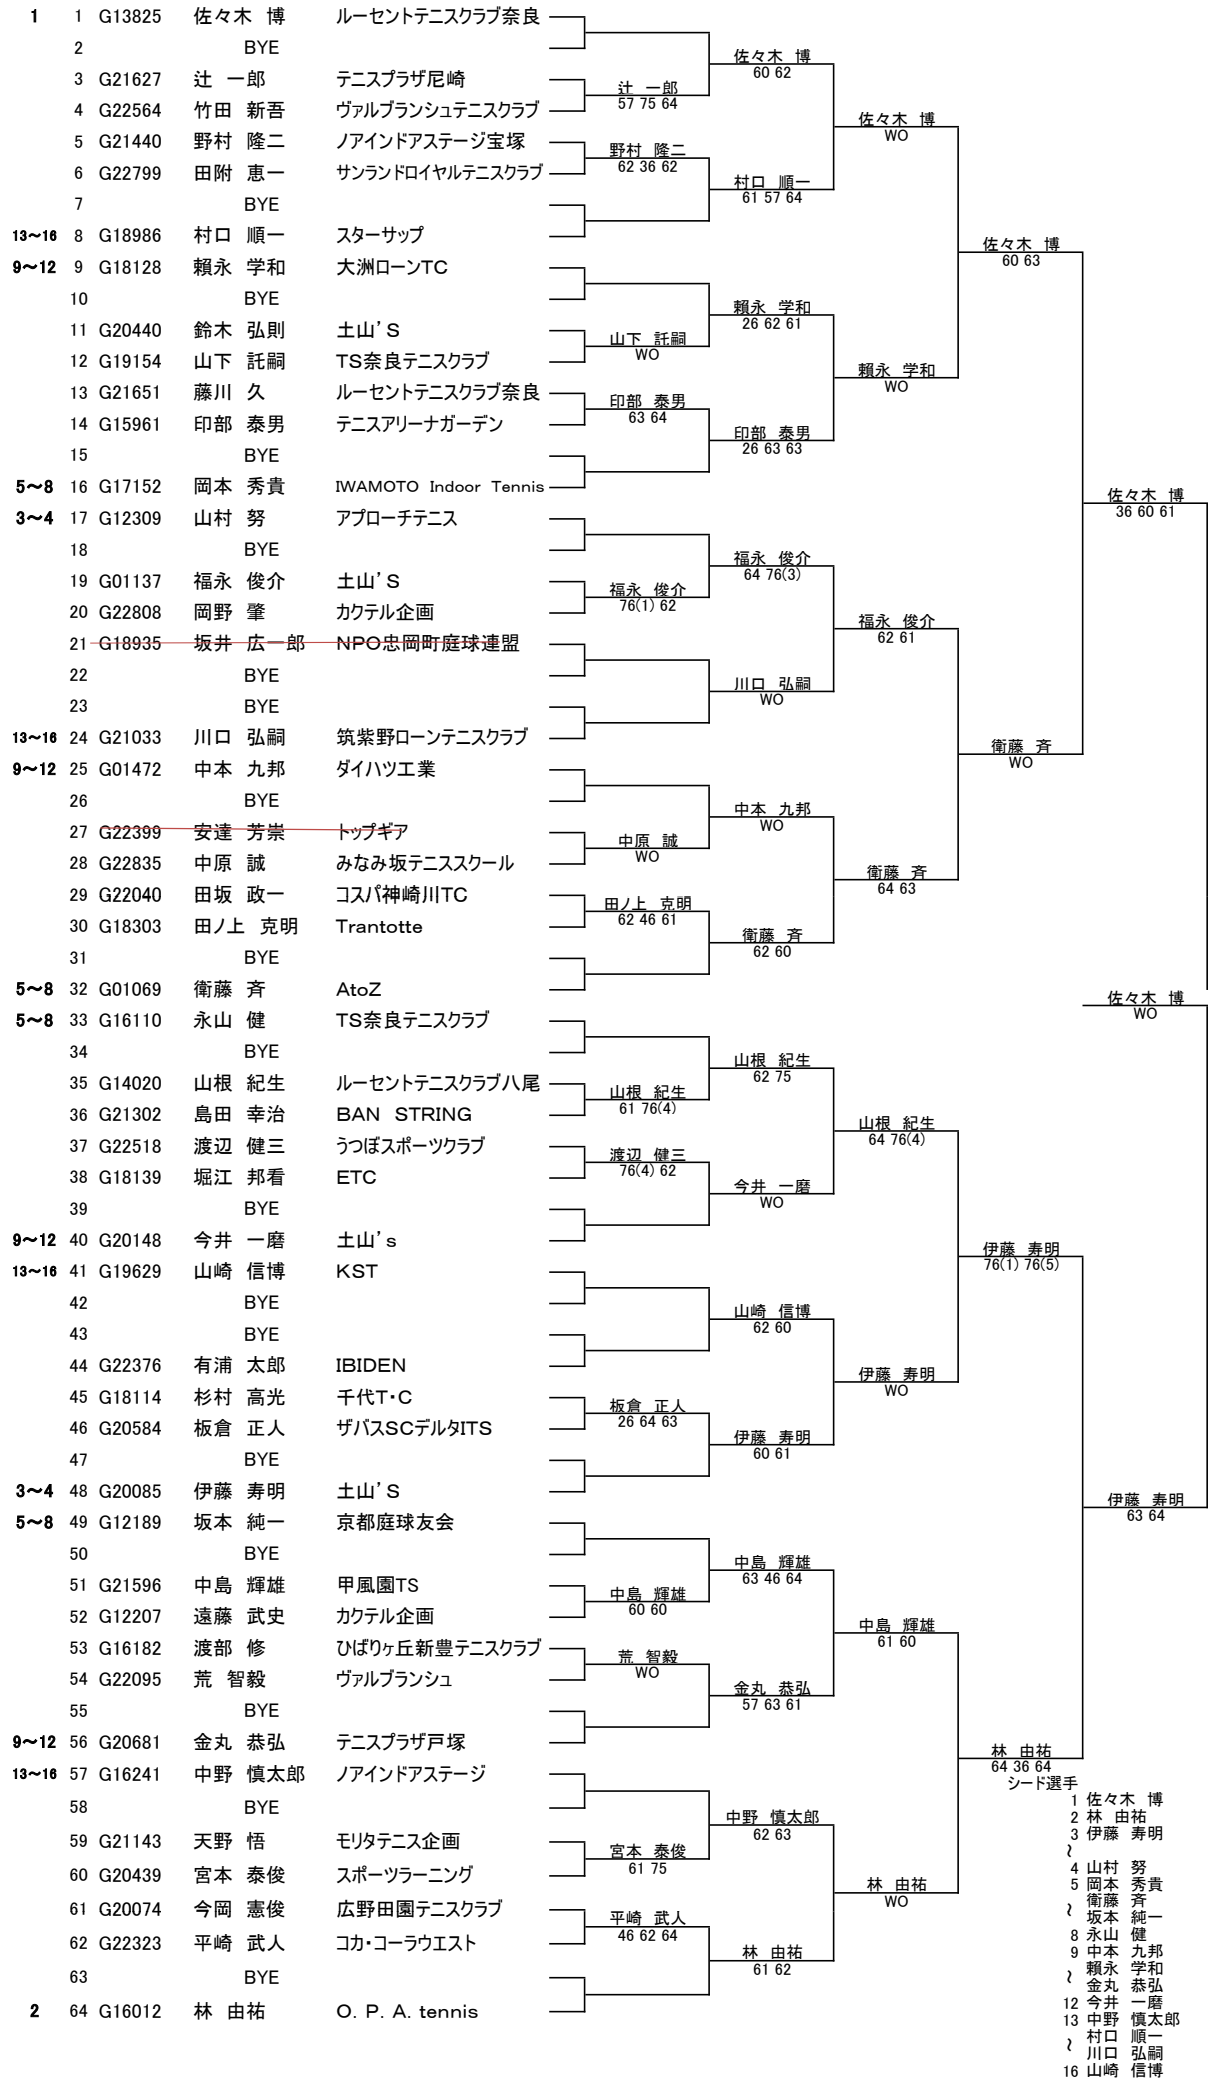 1 1 G13825 佐々木 博 ルーセントテニスクラブ奈良
2 BYE
佐々木 博
60 62
3 G21627 辻 一郎 テニスプラザ尼崎
辻 一郎
57 75 64
4 G22564 竹田 新吾 ヴァルブランシュテニスクラブ
佐々木 博
WO
5 G21440 野村 隆二 ノアインドアステージ宝塚
野村 隆二
62 36 62
6 G22799 田附 恵一 サンランドロイヤルテニスクラブ
村口 順一
61 57 64
7 BYE
13~16 8 G18986 村口 順一 スターサップ
佐々木 博
60 63
9~12 9 G18128 賴永 学和 大洲ローンTC
10 BYE
賴永 学和
26 62 61
11 G20440 鈴木 弘則 土山'S
山下 託嗣
WO
12 G19154 山下 託嗣 TS奈良テニスクラブ
賴永 学和
WO
13 G21651 藤川 久 ルーセントテニスクラブ奈良
印部 泰男
63 64
14 G15961 印部 泰男 テニスアリーナガーデン
印部 泰男
26 63 63
15 BYE
5~8 16 G17152 岡本 秀貴 IWAMOTO Indoor Tennis
佐々木 博
36 60 61
3~4 17 G12309 山村 努 アプローチテニス
18 BYE
福永 俊介
64 76(3)
19 G01137 福永 俊介 土山'S
福永 俊介
76(1) 62
20 G22808 岡野 肇 カクテル企画
福永 俊介
62 61
21 G18935 坂井 広一郎 NPO忠岡町庭球連盟
22 BYE
川口 弘嗣
WO
23 BYE
13~16 24 G21033 川口 弘嗣 筑紫野ローンテニスクラブ
衛藤 斉
WO
9~12 25 G01472 中本 九邦 ダイハツ工業
26 BYE
中本 九邦
WO
27 G22399 安達 芳崇 トップギア
中原 誠
WO
28 G22835 中原 誠 みなみ坂テニススクール
衛藤 斉
64 63
29 G22040 田坂 政一 コスパ神崎川TC
田ノ上 克明
62 46 61
30 G18303 田ノ上 克明 Trantotte
衛藤 斉
62 60
31 BYE
5~8 32 G01069 衛藤 斉 AtoZ
佐々木 博
WO
5~8 33 G16110 永山 健 TS奈良テニスクラブ
34 BYE
山根 紀生
62 75
35 G14020 山根 紀生 ルーセントテニスクラブ八尾
山根 紀生
61 76(4)
36 G21302 島田 幸治 BAN STRING
山根 紀生
64 76(4)
37 G22518 渡辺 健三 うつぼスポーツクラブ
渡辺 健三
76(4) 62
38 G18139 堀江 邦看 ETC
今井 一磨
WO
39 BYE
9~12 40 G20148 今井 一磨 土山's
伊藤 寿明
76(1) 76(5)
13~16 41 G19629 山崎 信博 KST
42 BYE
山崎 信博
62 60
43 BYE
44 G22376 有浦 太郎 IBIDEN
伊藤 寿明
WO
45 G18114 杉村 高光 千代T・C
板倉 正人
26 64 63
46 G20584 板倉 正人 ザバスSCデルタITS
伊藤 寿明
60 61
47 BYE
3~4 48 G20085 伊藤 寿明 土山'S
伊藤 寿明
63 64
5~8 49 G12189 坂本 純一 京都庭球友会
50 BYE
中島 輝雄
63 46 64
51 G21596 中島 輝雄 甲風園TS
中島 輝雄
60 60
52 G12207 遠藤 武史 カクテル企画
中島 輝雄
61 60
53 G16182 渡部 修 ひばりヶ丘新豊テニスクラブ
荒 智毅
WO
54 G22095 荒 智毅 ヴァルブランシュ
金丸 恭弘
57 63 61
55 BYE
9~12 56 G20681 金丸 恭弘 テニスプラザ戸塚
林 由祐
64 36 64
13~16 57 G16241 中野 慎太郎 ノアインドアステージ
58 BYE
中野 慎太郎
62 63
59 G21143 天野 悟 モリタテニス企画
宮本 泰俊
61 75
60 G20439 宮本 泰俊 スポーツラーニング
林 由祐
WO
61 G20074 今岡 憲俊 広野田園テニスクラブ
平崎 武人
46 62 64
62 G22323 平崎 武人 コカ・コーラウエスト
林 由祐
61 62
63 BYE
2 64 G16012 林 由祐 O. P. A. tennis
シード選手
1 佐々木 博
2 林 由祐
3 伊藤 寿明
~
4 山村 努
5 岡本 秀貴
衛藤 斉
~
坂本 純一
8 永山 健
9 中本 九邦
賴永 学和
~
金丸 恭弘
12 今井 一磨
13 中野 慎太郎
村口 順一
~
川口 弘嗣
16 山崎 信博